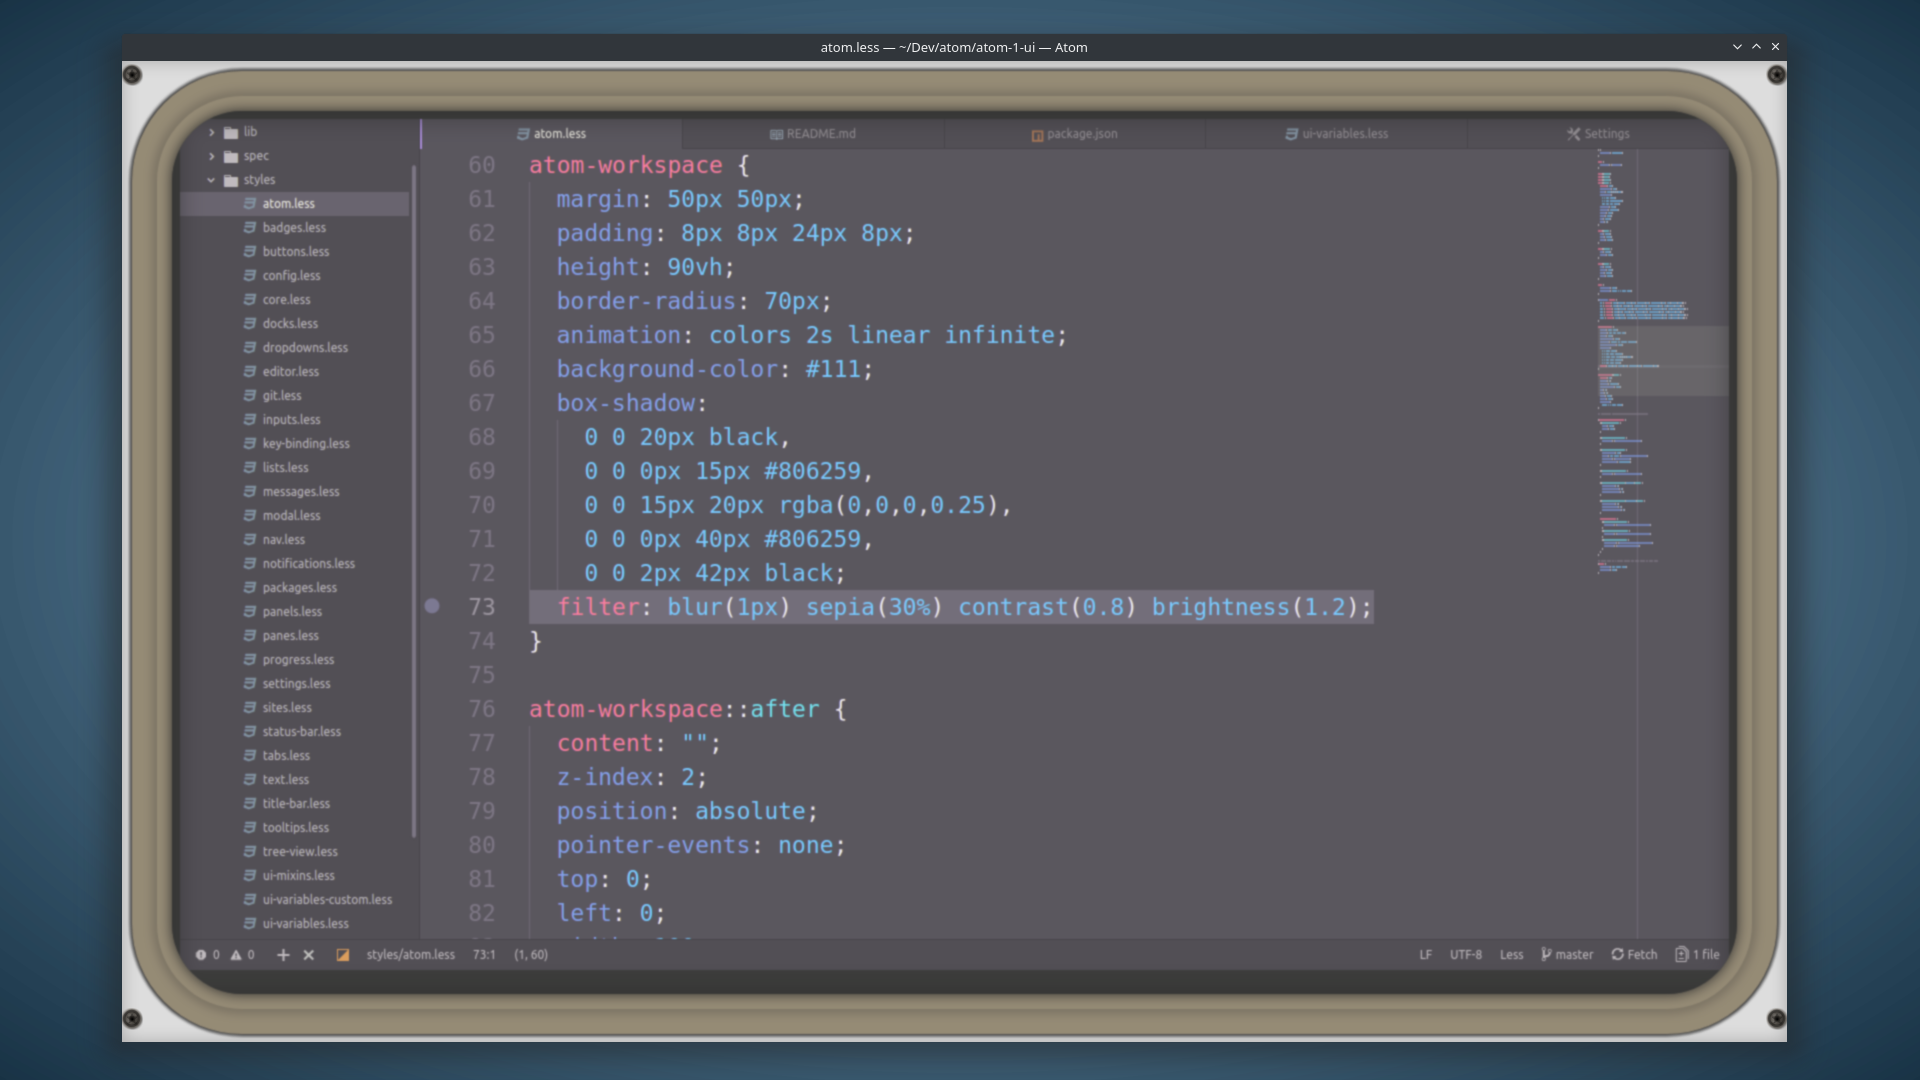 atom.less — ~/Dev/atom/atom-1-ui — Atom
lib
spec
styles
atom.less
badges.less
buttons.less
config.less
core.less
docks.less
dropdowns.less
editor.less
git.less
inputs.less
key-binding.less
lists.less
messages.less
modal.less
nav.less
notifications.less
packages.less
panels.less
panes.less
progress.less
settings.less
sites.less
status-bar.less
tabs.less
text.less
title-bar.less
tooltips.less
tree-view.less
ui-mixins.less
ui-variables-custom.less
ui-variables.less
atom.less README.md package.json ui-variables.less Settings
60 atom-workspace {
61 margin: 50px 50px;
62 padding: 8px 8px 24px 8px;
63 height: 90vh;
64 border-radius: 70px;
65 animation: colors 2s linear infinite;
66 background-color: #111;
67 box-shadow:
68 0 0 20px black,
69 0 0 0px 15px #806259,
70 0 0 15px 20px rgba(0,0,0,0.25),
71 0 0 0px 40px #806259,
72 0 0 2px 42px black;
73 filter: blur(1px) sepia(30%) contrast(0.8) brightness(1.2);
74 }
75
76 atom-workspace::after {
77 content: "";
78 z-index: 2;
79 position: absolute;
80 pointer-events: none;
81 top: 0;
82 left: 0;
0 0 styles/atom.less 73:1 (1, 60) LF UTF-8 Less master Fetch 1 file